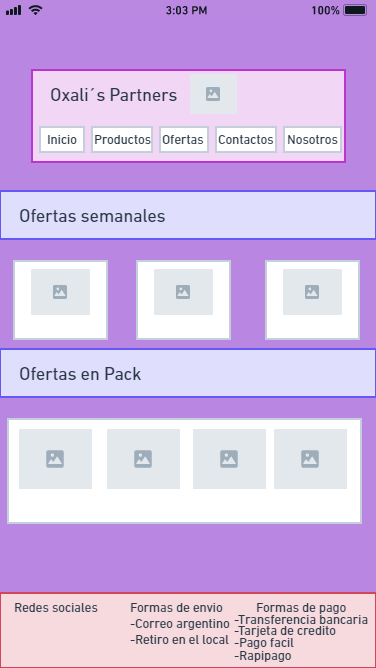 3:03 PM 100%
Oxali´s Partners
Inicio Productos Ofertas Contactos Nosotros
Ofertas semanales
Ofertas en Pack
Redes sociales
Formas de envio
-Correo argentino
-Retiro en el local
Formas de pago
-Transferencia bancaria
-Tarjeta de credito
-Pago facil
-Rapipago